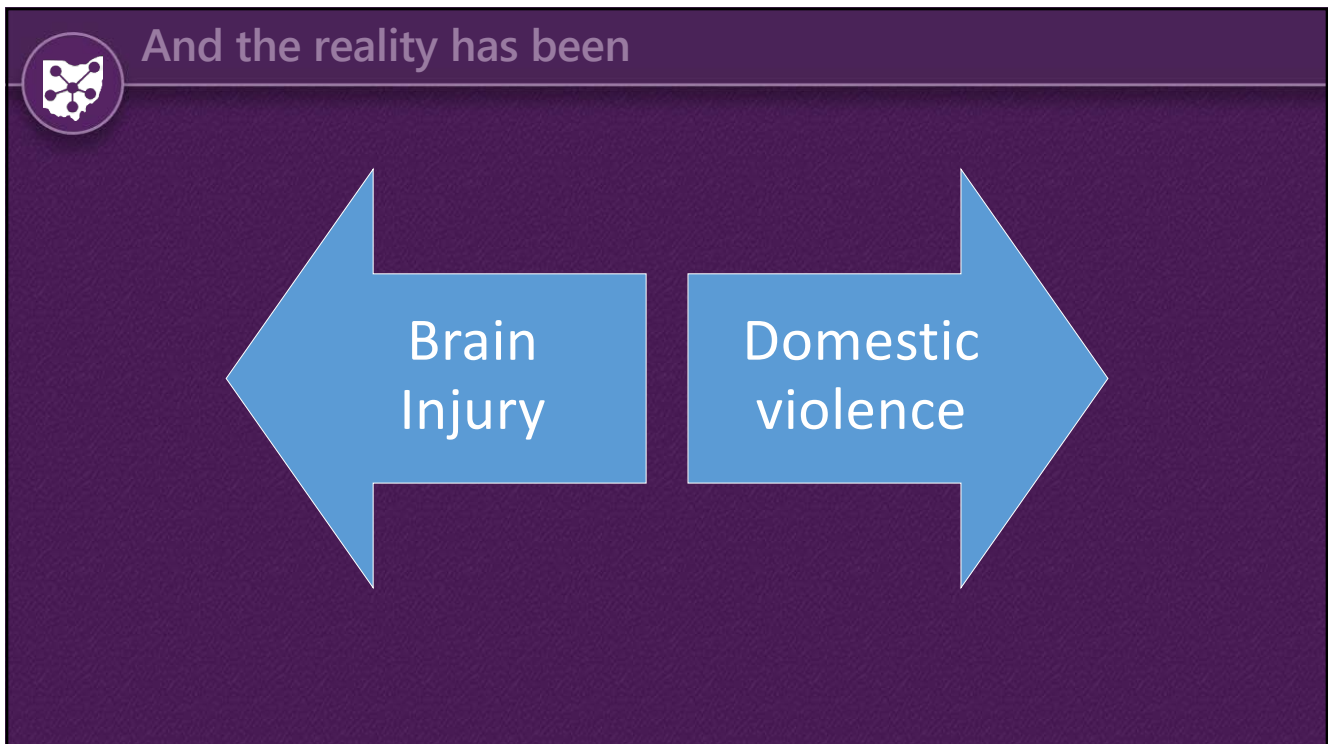 And the reality has been
Brain
Injury
Domestic
violence